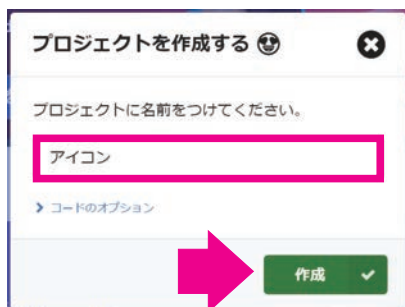 プロジェクトを作成する 😍
プロジェクトに名前をつけてください。
アイコン
コードのオプション
作成